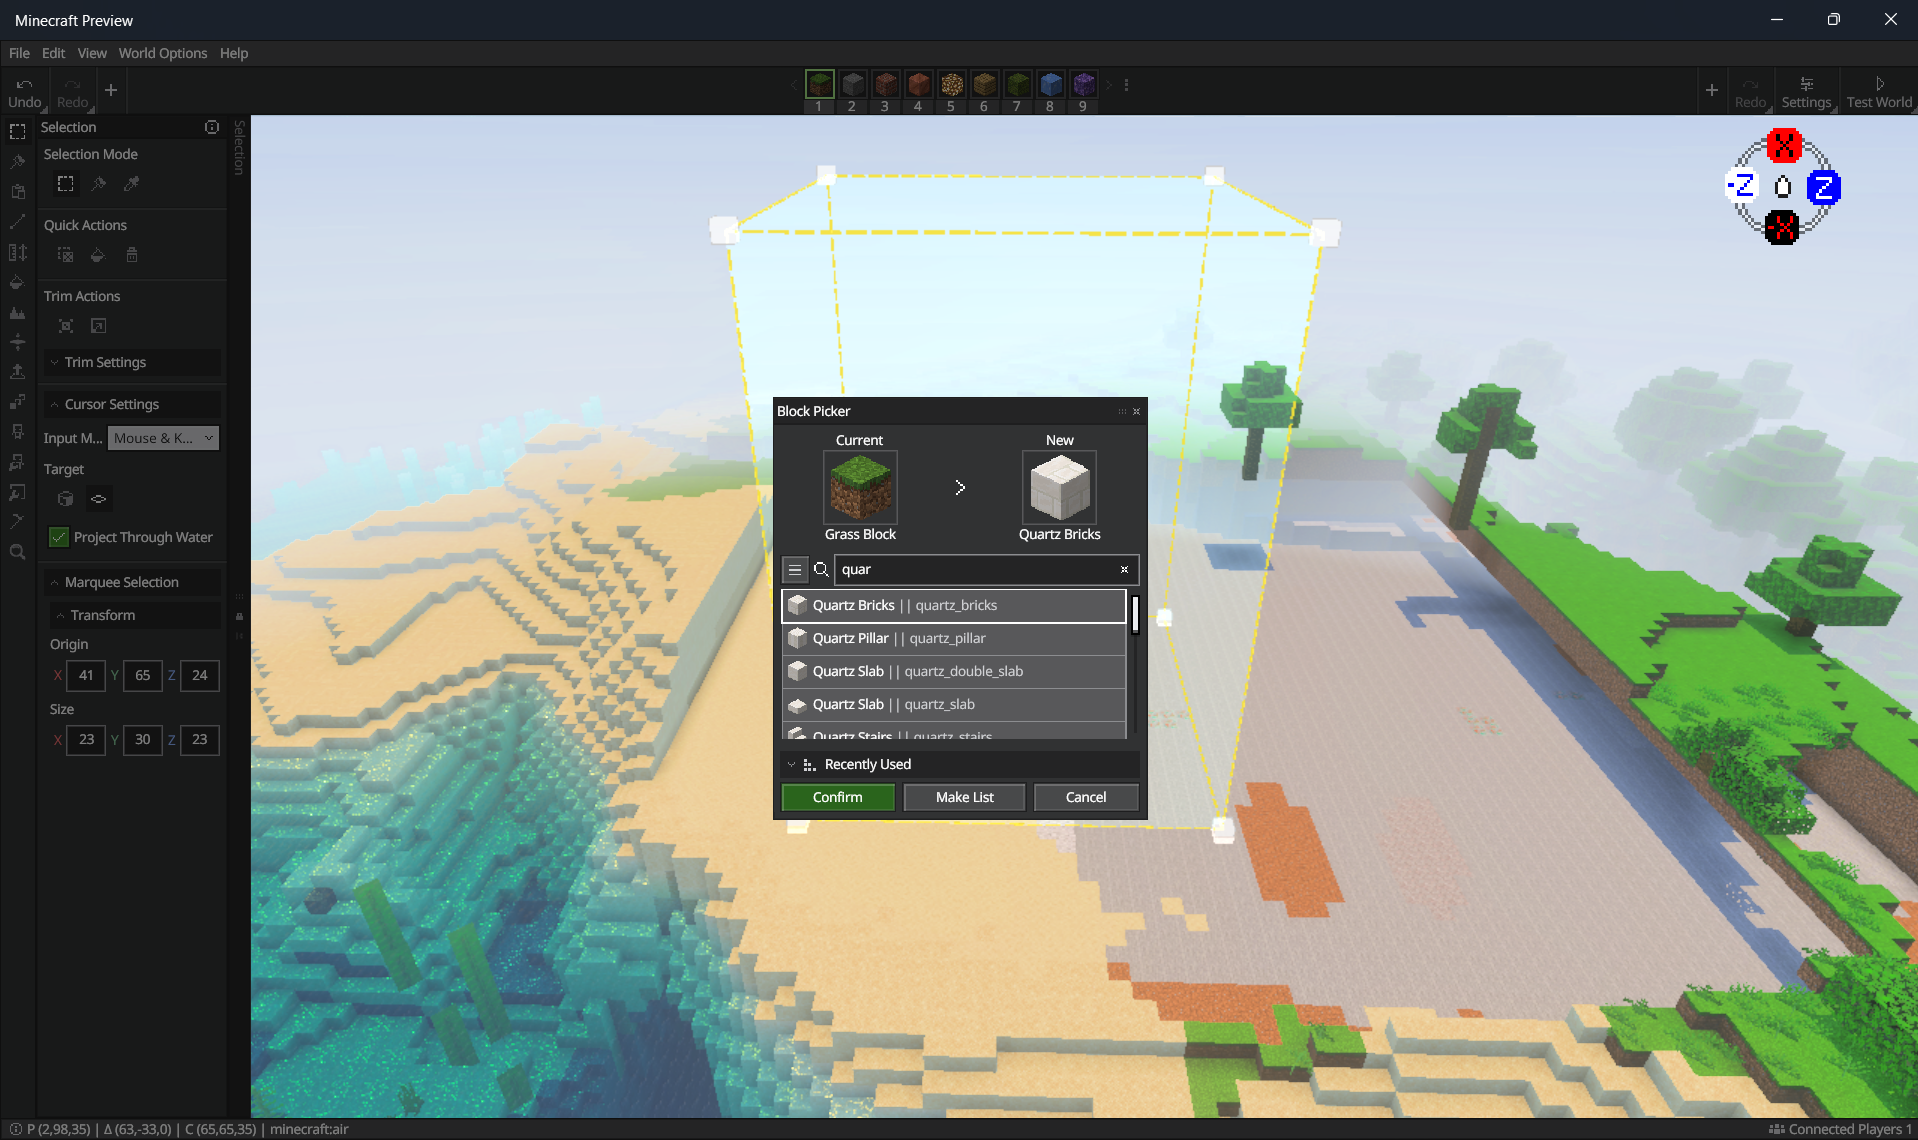 Minecraft Preview
File Edit View World Options Help
Undo Redo
1 2 3 4 5 6 7 8 9
Redo Settings Test World
Selection
Selection
Selection Mode
Quick Actions
Trim Actions
Trim Settings
Cursor Settings
Input M... Mouse & K...
Target
Project Through Water
Marquee Selection
Transform
Origin
X 41 Y 65 Z 24
Size
X 23 Y 30 Z 23
X
-Z 0 Z
-X
Block Picker
Current New
Grass Block Quartz Bricks
quar
Quartz Bricks || quartz_bricks
Quartz Pillar || quartz_pillar
Quartz Slab || quartz_double_slab
Quartz Slab || quartz_slab
Quartz Stairs || quartz_stairs
Recently Used
Confirm Make List Cancel
P (2,98,35) | Δ (63,-33,0) | C (65,65,35) | minecraft:air
Connected Players 1